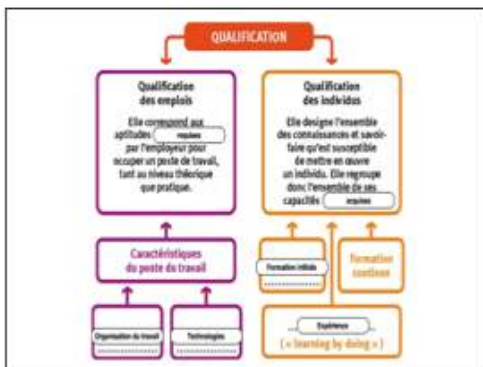 QUALIFICATION
Qualification
des emplois
Elle correspond aux
aptitudes requises
par l'employeur pour
occuper un poste de travail,
tant au niveau théorique
que pratique.
Qualification
des individus
Elle designe l'ensemble
des connaissances et savoir-
faire qu'est susceptible
de mettre en œuvre
un individu. Elle regroupe
donc l'ensemble de ses
capacités acquises
Caractéristiques
du poste du travail
Formation initiale
Formation
continue
Organisation du travail
Technologies
Expérience
(« learning by doing »)